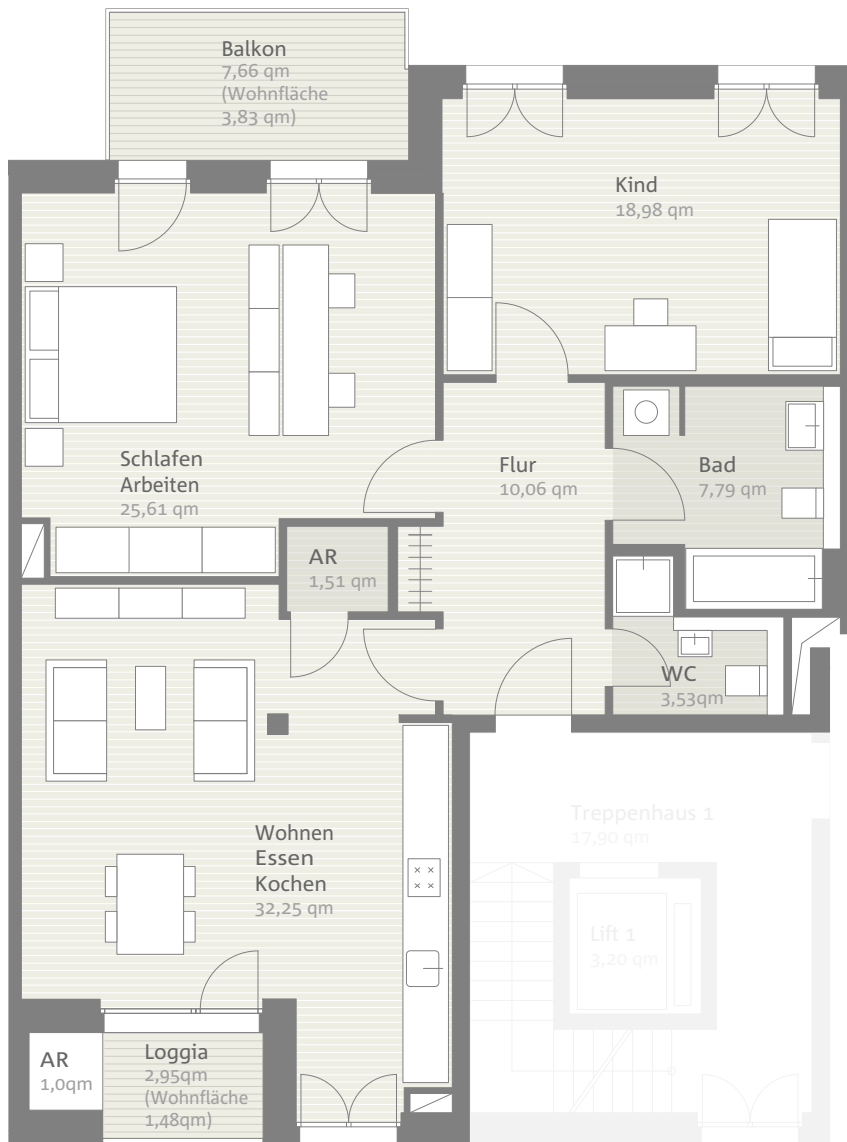 Balkon
7,66 qm
(Wohnfläche
3,83 qm)
Kind
18,98 qm
Schlafen
Arbeiten
25,61 qm
Flur
10,06 qm
Bad
7,79 qm
AR
1,51 qm
WC
3,53qm
Wohnen
Essen
Kochen
32,25 qm
Treppenhaus 1
17,90 qm
Lift 1
3,20 qm
AR
1,0qm
Loggia
2,95qm
(Wohnfläche
1,48qm)